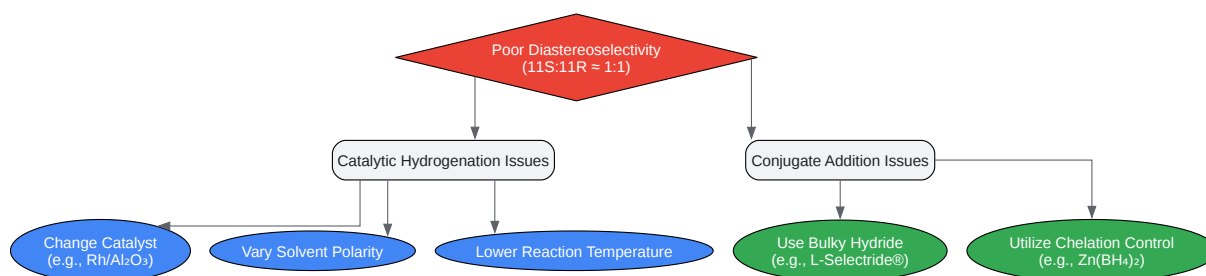 Poor Diastereoselectivity
(11S:11R ≈ 1:1)
Catalytic Hydrogenation Issues
Conjugate Addition Issues
Change Catalyst
(e.g., Rh/Al₂O₃)
Vary Solvent Polarity
Lower Reaction Temperature
Use Bulky Hydride
(e.g., L-Selectride®)
Utilize Chelation Control
(e.g., Zn(BH₄)₂)